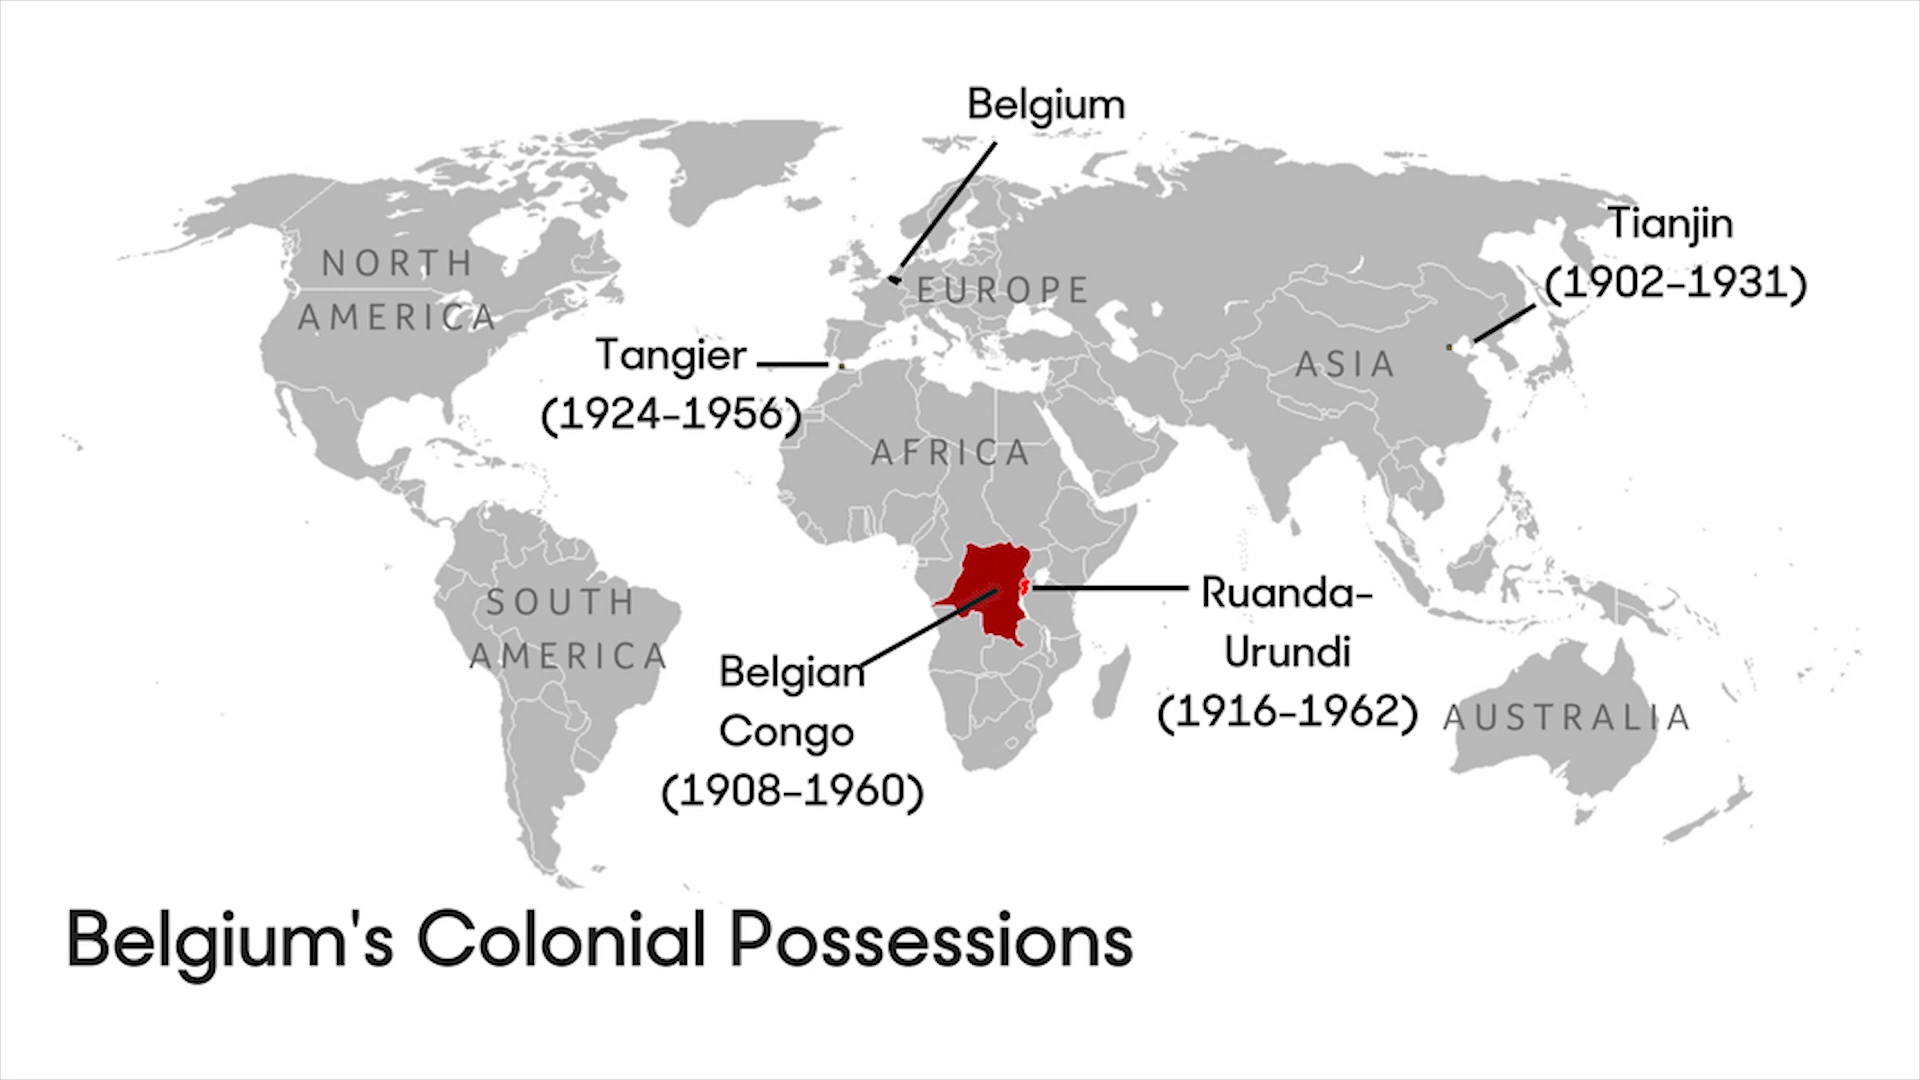 Belgium
Tianjin
(1902-1931)
NORTH
AMERICA
EUROPE
Tangier
(1924-1956)
ASIA
AFRICA
SOUTH
AMERICA
Ruanda-
Urundi
(1916-1962)
Belgian
Congo
(1908-1960)
AUSTRALIA
Belgium's Colonial Possessions